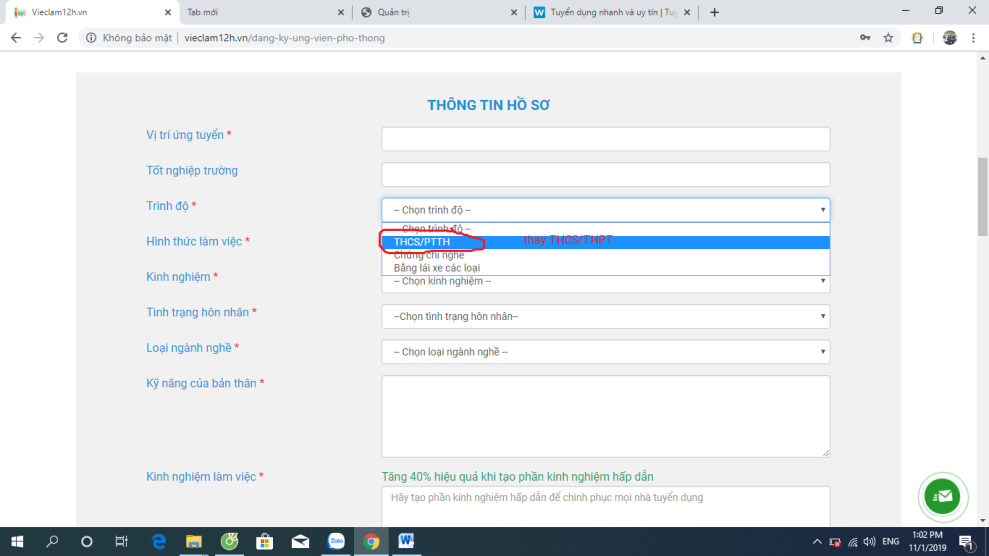 Vieclam12h.vn
Tab mới
Quản trị
Tuyển dụng nhanh và uy tín | Tu
Không bảo mật
vieclam12h.vn/dang-ky-ung-vien-pho-thong
THÔNG TIN HỒ SƠ
Vị trí ứng tuyển *
Tốt nghiệp trường
Trình độ *
-- Chọn trình độ --
-- Chọn trình độ --
Hình thức làm việc *
THCS/PTTH
thay THCS/THPT
Chứng chỉ nghề
Bằng lái xe các loại
Kinh nghiệm *
-- Chọn kinh nghiệm --
Tình trạng hôn nhân *
--Chọn tình trạng hôn nhân--
Loại ngành nghề *
-- Chọn loại ngành nghề --
Kỹ năng của bản thân *
Kinh nghiệm làm việc *
Tăng 40% hiệu quả khi tạo phần kinh nghiệm hấp dẫn
Hãy tạo phần kinh nghiệm hấp dẫn để chinh phục mọi nhà tuyển dụng
Zalo
ENG
1:02 PM
11/1/2019